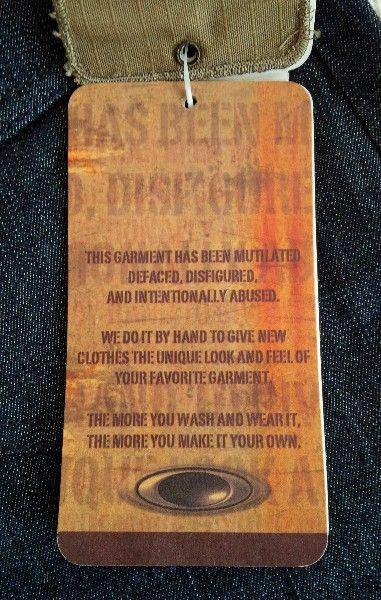 HAS BEEN M
D, DISFIGURE
THIS GARMENT HAS BEEN MUTILATED
DEFACED, DISFIGURED,
AND INTENTIONALLY ABUSED.
WE DO IT BY HAND TO GIVE NEW
CLOTHES THE UNIQUE LOOK AND FEEL OF
YOUR FAVORITE GARMENT.
THE MORE YOU WASH AND WEAR IT,
THE MORE YOU MAKE IT YOUR OWN.